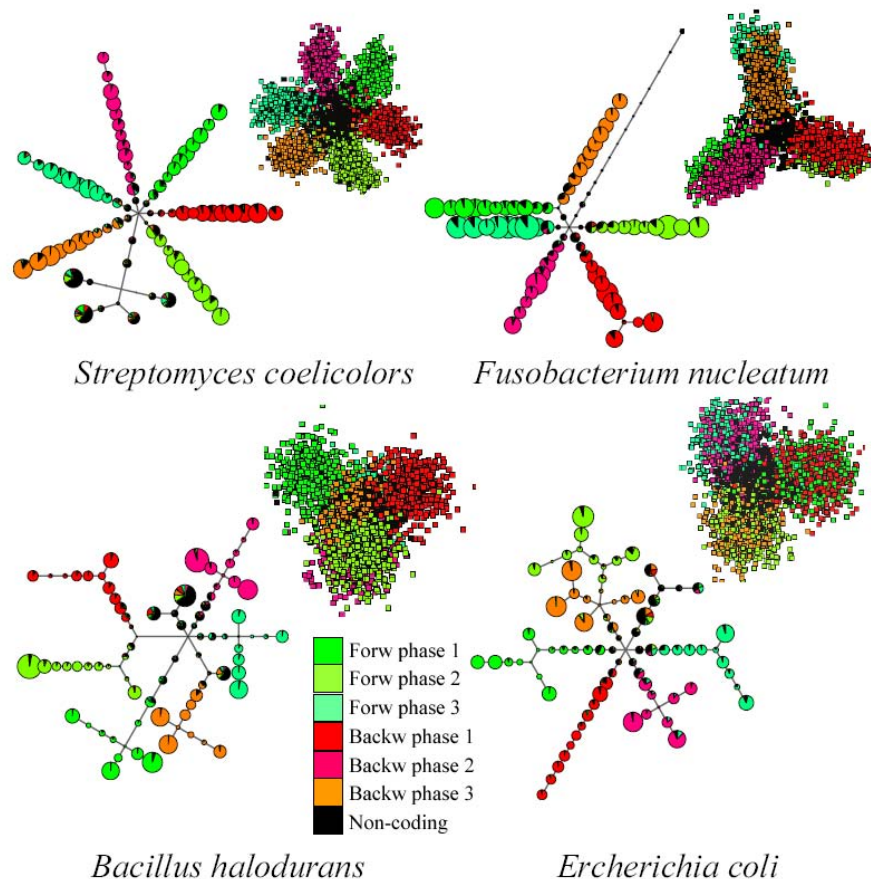 Streptomyces coelicolors
Fusobacterium nucleatum
Forw phase 1
Forw phase 2
Forw phase 3
Backw phase 1
Backw phase 2
Backw phase 3
Non-coding
Bacillus halodurans
Ercherichia coli